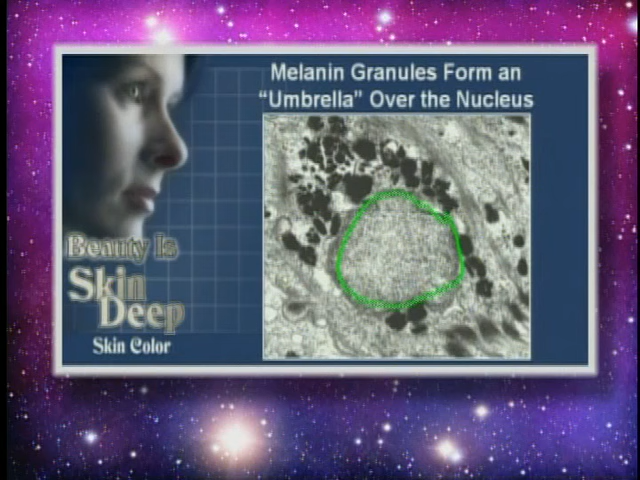 Melanin Granules Form an
“Umbrella” Over the Nucleus
Beauty Is
Skin
Deep
Skin Color